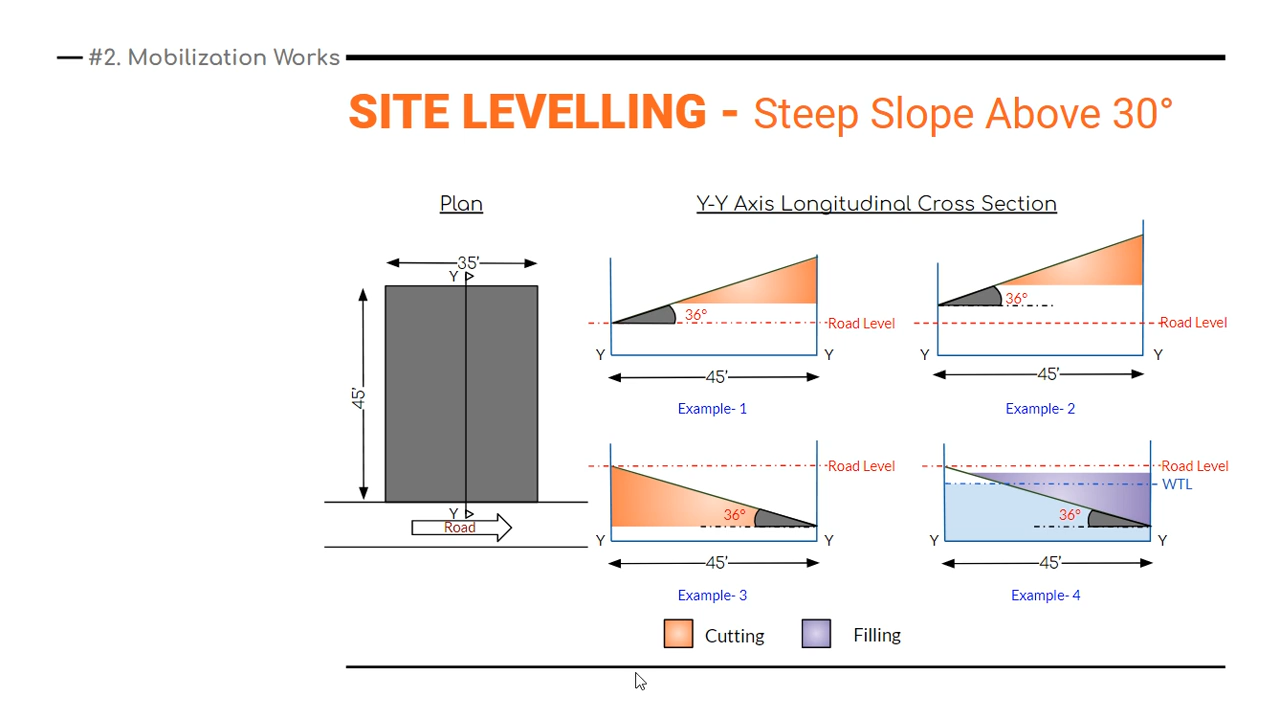 #2. Mobilization Works
SITE LEVELLING - Steep Slope Above 30°
Plan
Y-Y Axis Longitudinal Cross Section
35'
Y
45'
Y
Road
36°
Road Level
Y
Y
45'
Example- 1
36°
Road Level
Y
Y
45'
Example- 2
Road Level
36°
Y
Y
45'
Example- 3
Road Level
WTL
36°
Y
Y
45'
Example- 4
Cutting
Filling